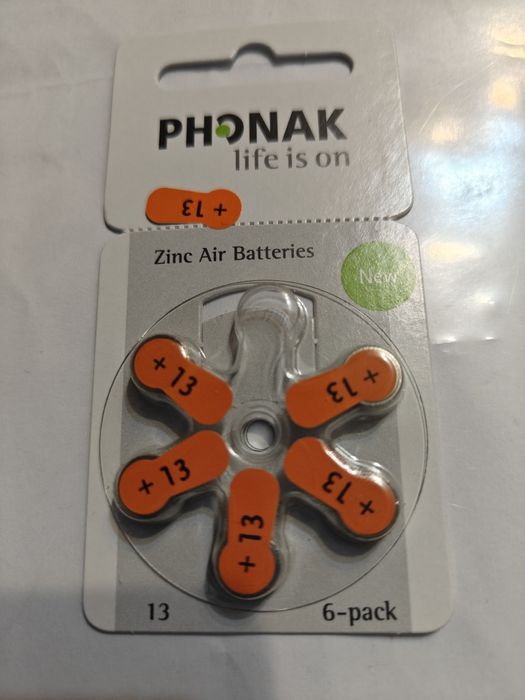 PHONAK
life is on
13 +
Zinc Air Batteries
New
+ 13
13 +
+ 13
13 +
+ 13
13
6-pack